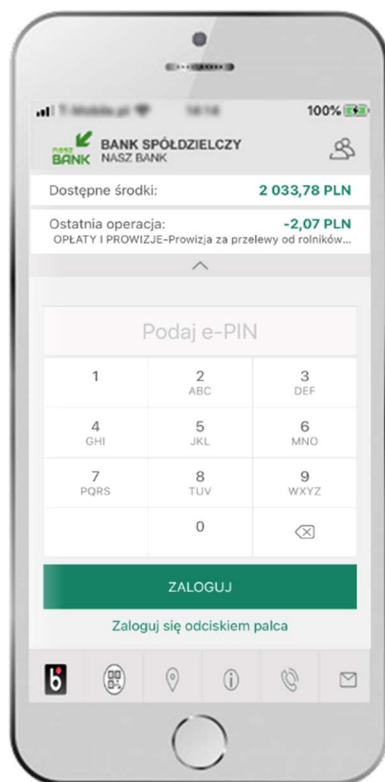 100%
nasz
BANK
BANK SPÓŁDZIELCZY
NASZ BANK
Dostępne środki: 2 033,78 PLN
Ostatnia operacja: -2,07 PLN
OPŁATY I PROWIZJE-Prowizja za przelewy od rolników...
Podaj e-PIN
1 2 3
ABC DEF
4 5 6
GHI JKL MNO
7 8 9
PQRS TUV WXYZ
0
ZALOGUJ
Zaloguj się odciskiem palca
b